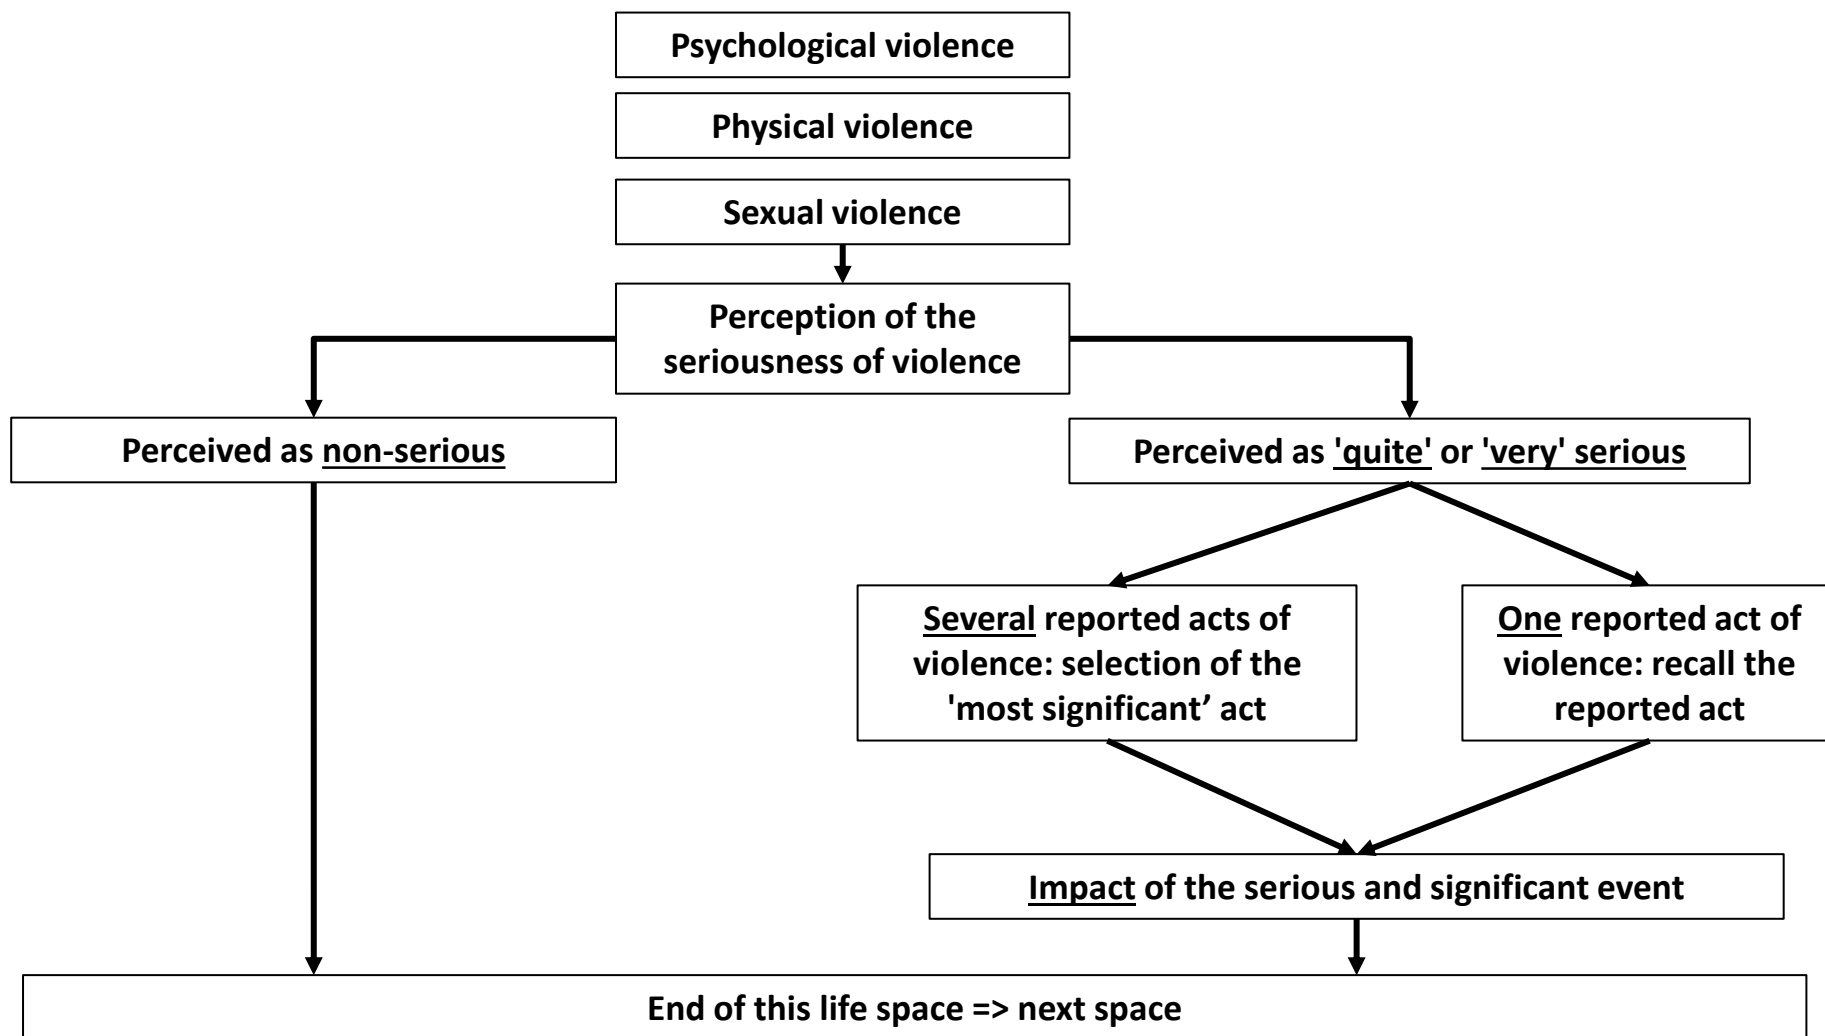 Psychological violence
Physical violence
Sexual violence
Perception of the
seriousness of violence
Perceived as non-serious
Perceived as 'quite' or 'very' serious
Several reported acts of
violence: selection of the
'most significant’ act
One reported act of
violence: recall the
reported act
Impact of the serious and significant event
End of this life space => next space